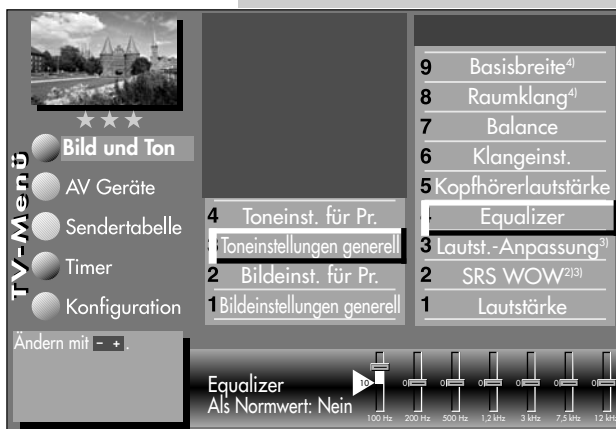 TV-Menü
Bild und Ton
AV Geräte
Sendertabelle
Timer
Konfiguration
Ändern mit - + .
4 Toneinst. für Pr.
3 Toneinstellungen generell
2 Bildeinst. für Pr.
1 Bildeinstellungen generell
9 Basisbreite4)
8 Raumklang4)
7 Balance
6 Klangeinst.
5 Kopfhörerlautstärke
4 Equalizer
3 Lautst.-Anpassung3)
2 SRS WOW2)3)
1 Lautstärke
Equalizer
Als Normwert: Nein
10 0 0 0 0 0 0
100 Hz 200 Hz 500 Hz 1,2 kHz 3 kHz 7,5 kHz 12 kHz